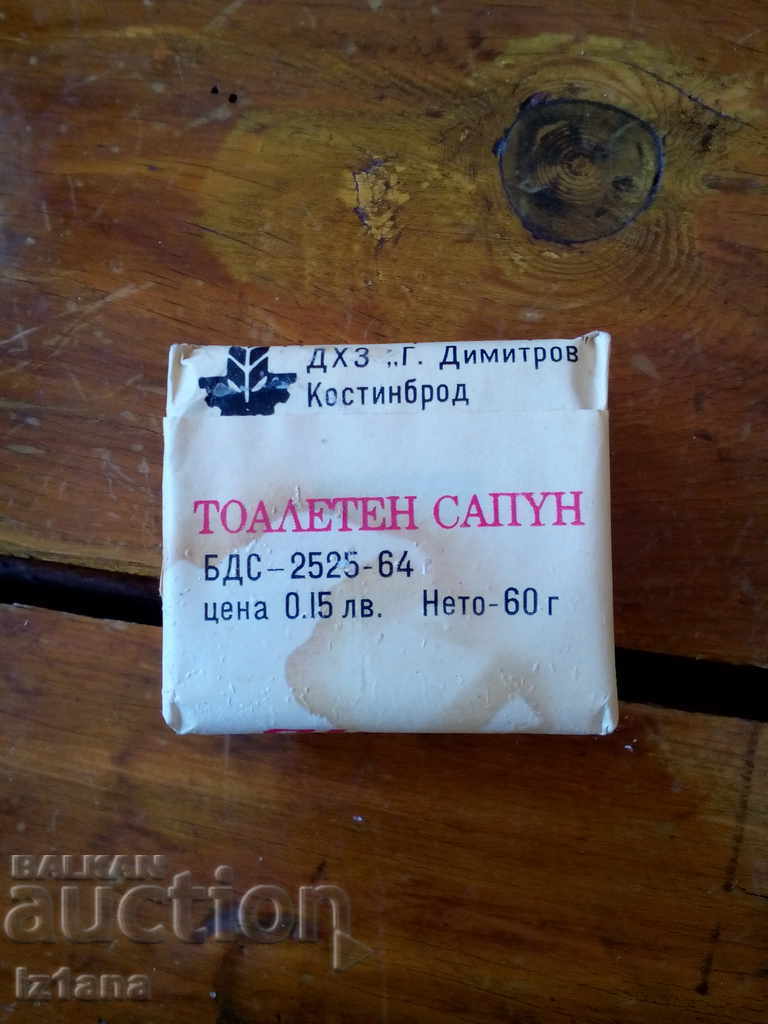 ДХЗ „Г. Димитров"
Костинброд
ТОАЛЕТЕН САПУН
БДС-2525-64
цена 0.15 лв. Нето-60 г
BALKAN
auction
iz1ana